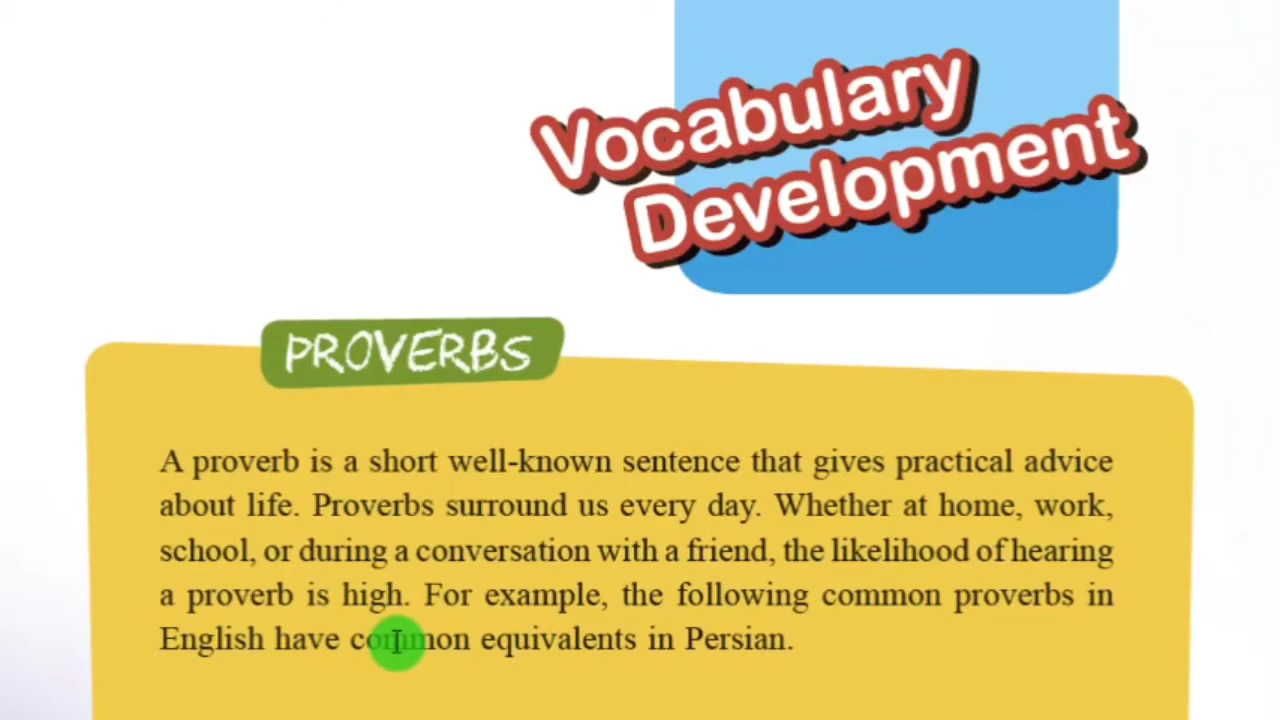 Vocabulary
Development
PROVERBS
A proverb is a short well-known sentence that gives practical advice
about life. Proverbs surround us every day. Whether at home, work,
school, or during a conversation with a friend, the likelihood of hearing
a proverb is high. For example, the following common proverbs in
English have common equivalents in Persian.